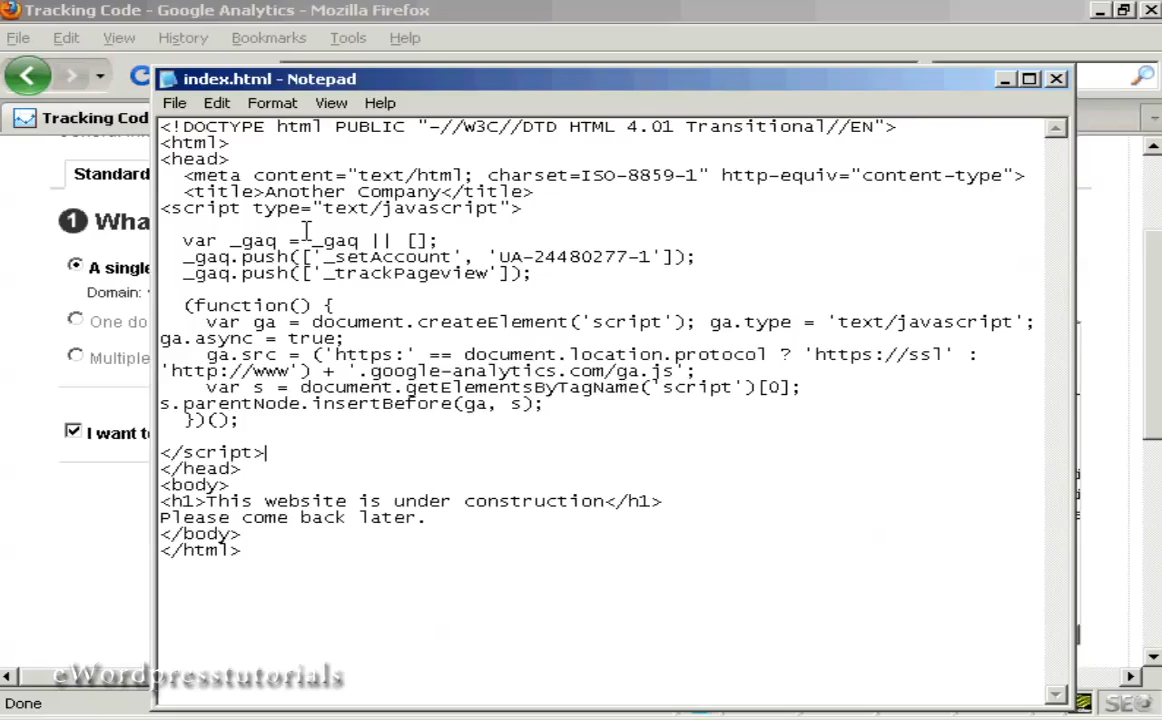 Tracking Code - Google Analytics - Mozilla Firefox
File Edit View History Bookmarks Tools Help
index.html - Notepad
Tracking Cod
File Edit Format View Help
Standard
1 Wha
A single
Domain:
One do
Multiple
I want t
<!DOCTYPE html PUBLIC "-//W3C//DTD HTML 4.01 Transitional//EN">
<html>
<head>
  <meta content="text/html; charset=ISO-8859-1" http-equiv="content-type">
  <title>Another Company</title>
<script type="text/javascript">
  var _gaq = _gaq || [];
  _gaq.push(['_setAccount', 'UA-24480277-1']);
  _gaq.push(['_trackPageview']);
  (function() {
    var ga = document.createElement('script'); ga.type = 'text/javascript';
ga.async = true;
    ga.src = ('https:' == document.location.protocol ? 'https://ssl' :
'http://www') + '.google-analytics.com/ga.js';
    var s = document.getElementsByTagName('script')[0];
s.parentNode.insertBefore(ga, s);
  })();
</script>
</head>
<body>
<h1>This website is under construction</h1>
Please come back later.
</body>
</html>
eWordpresstutorials
Done
SE